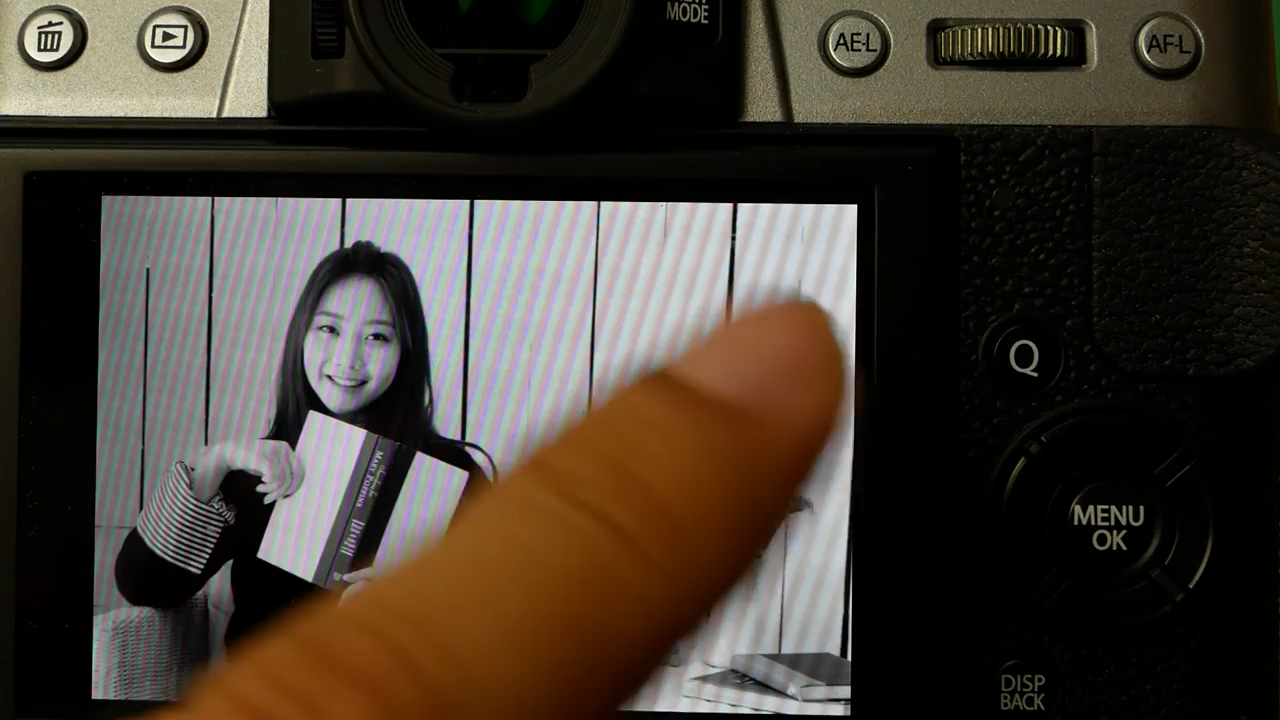 MODE
AE-L
AF-L
Q
MARY POPPINS
MENU
OK
DISP
BACK